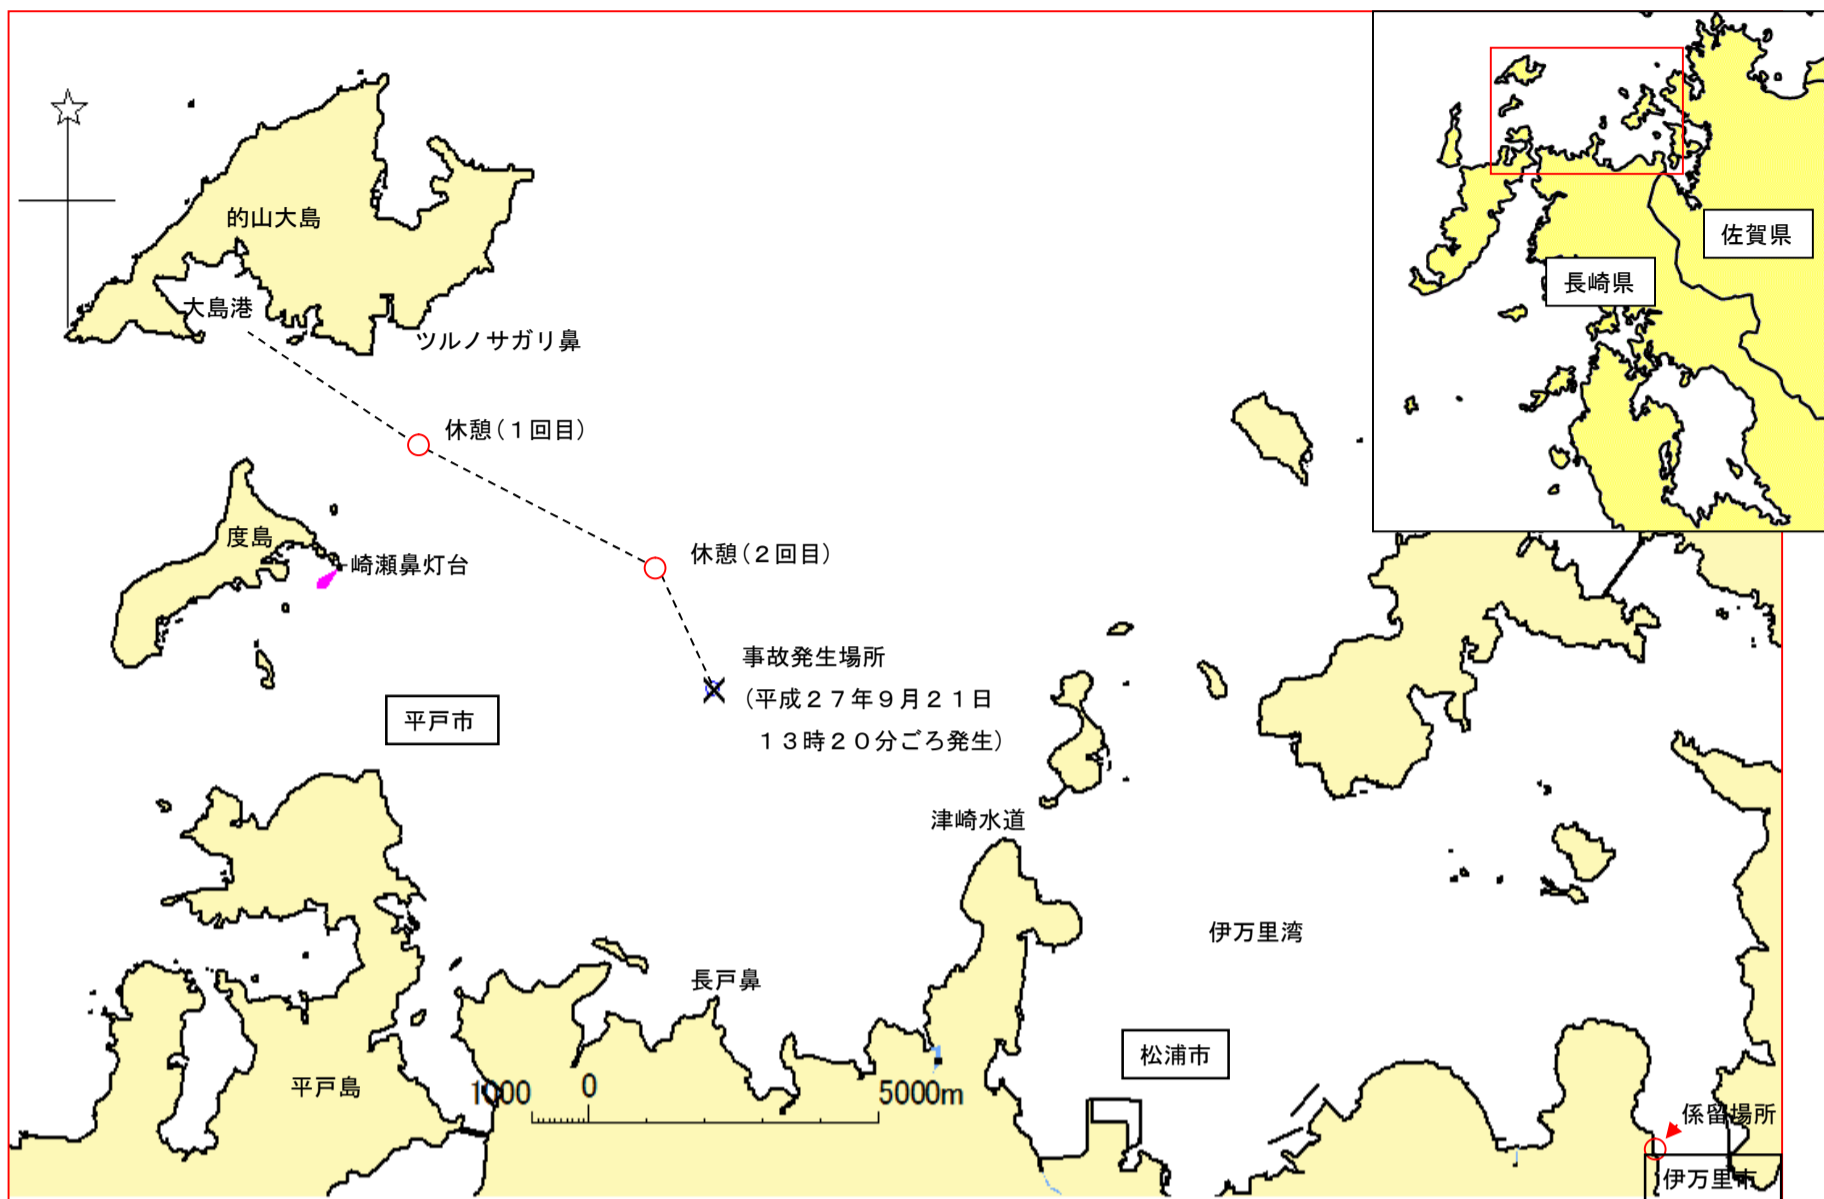 佐賀県
長崎県
的山大島
大島港
ツルノサガリ鼻
休憩(1回目)
度島
崎瀬鼻灯台
休憩(2回目)
事故発生場所
(平成27年9月21日
13時20分ごろ発生)
平戸市
津崎水道
伊万里湾
長戸鼻
松浦市
平戸島
1000 0 5000m
係留場所
伊万里市